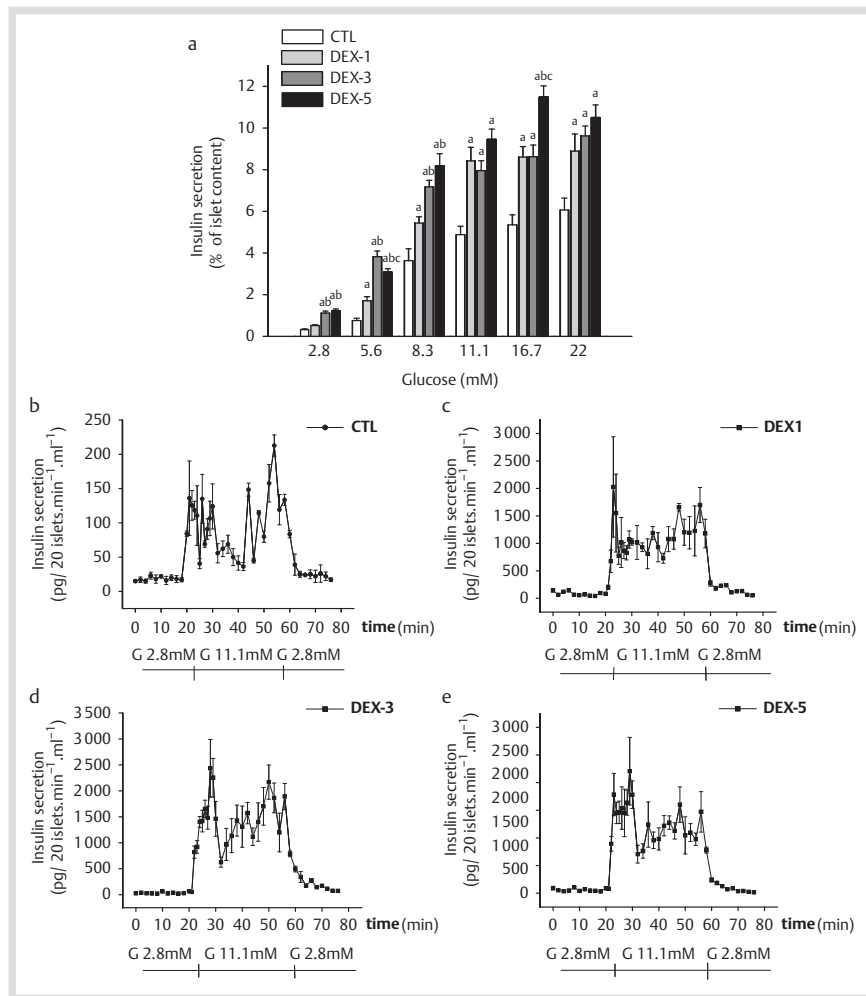 a
CTL
DEX-1
DEX-3
DEX-5
Insulin secretion
(% of islet content)
12
10
8
6
4
2
0
ab ab
a ab abc
a ab ab
a a a
a a abc
a a a
2.8 5.6 8.3 11.1 16.7 22
Glucose (mM)
b
CTL
Insulin secretion
(pg/ 20 islets.min⁻¹.ml⁻¹)
250
200
150
100
50
0
0 10 20 30 40 50 60 70 80
time (min)
G 2.8mM G 11.1mM G 2.8mM
c
DEX1
Insulin secretion
(pg/ 20 islets.min⁻¹.ml⁻¹)
3 000
2 500
2 000
1 500
1 000
500
0
0 10 20 30 40 50 60 70 80
time (min)
G 2.8mM G 11.1mM G 2.8mM
d
DEX-3
Insulin secretion
(pg/ 20 islets.min⁻¹.ml⁻¹)
3 500
3 000
2 500
2 000
1 500
1 000
500
0
0 10 20 30 40 50 60 70 80
time (min)
G 2.8mM G 11.1mM G 2.8mM
e
DEX-5
Insulin secretion
(pg/ 20 islets.min⁻¹.ml⁻¹)
3 500
3 000
2 500
2 000
1 500
1 000
500
0
0 10 20 30 40 50 60 70 80
time (min)
G 2.8mM G 11.1mM G 2.8mM